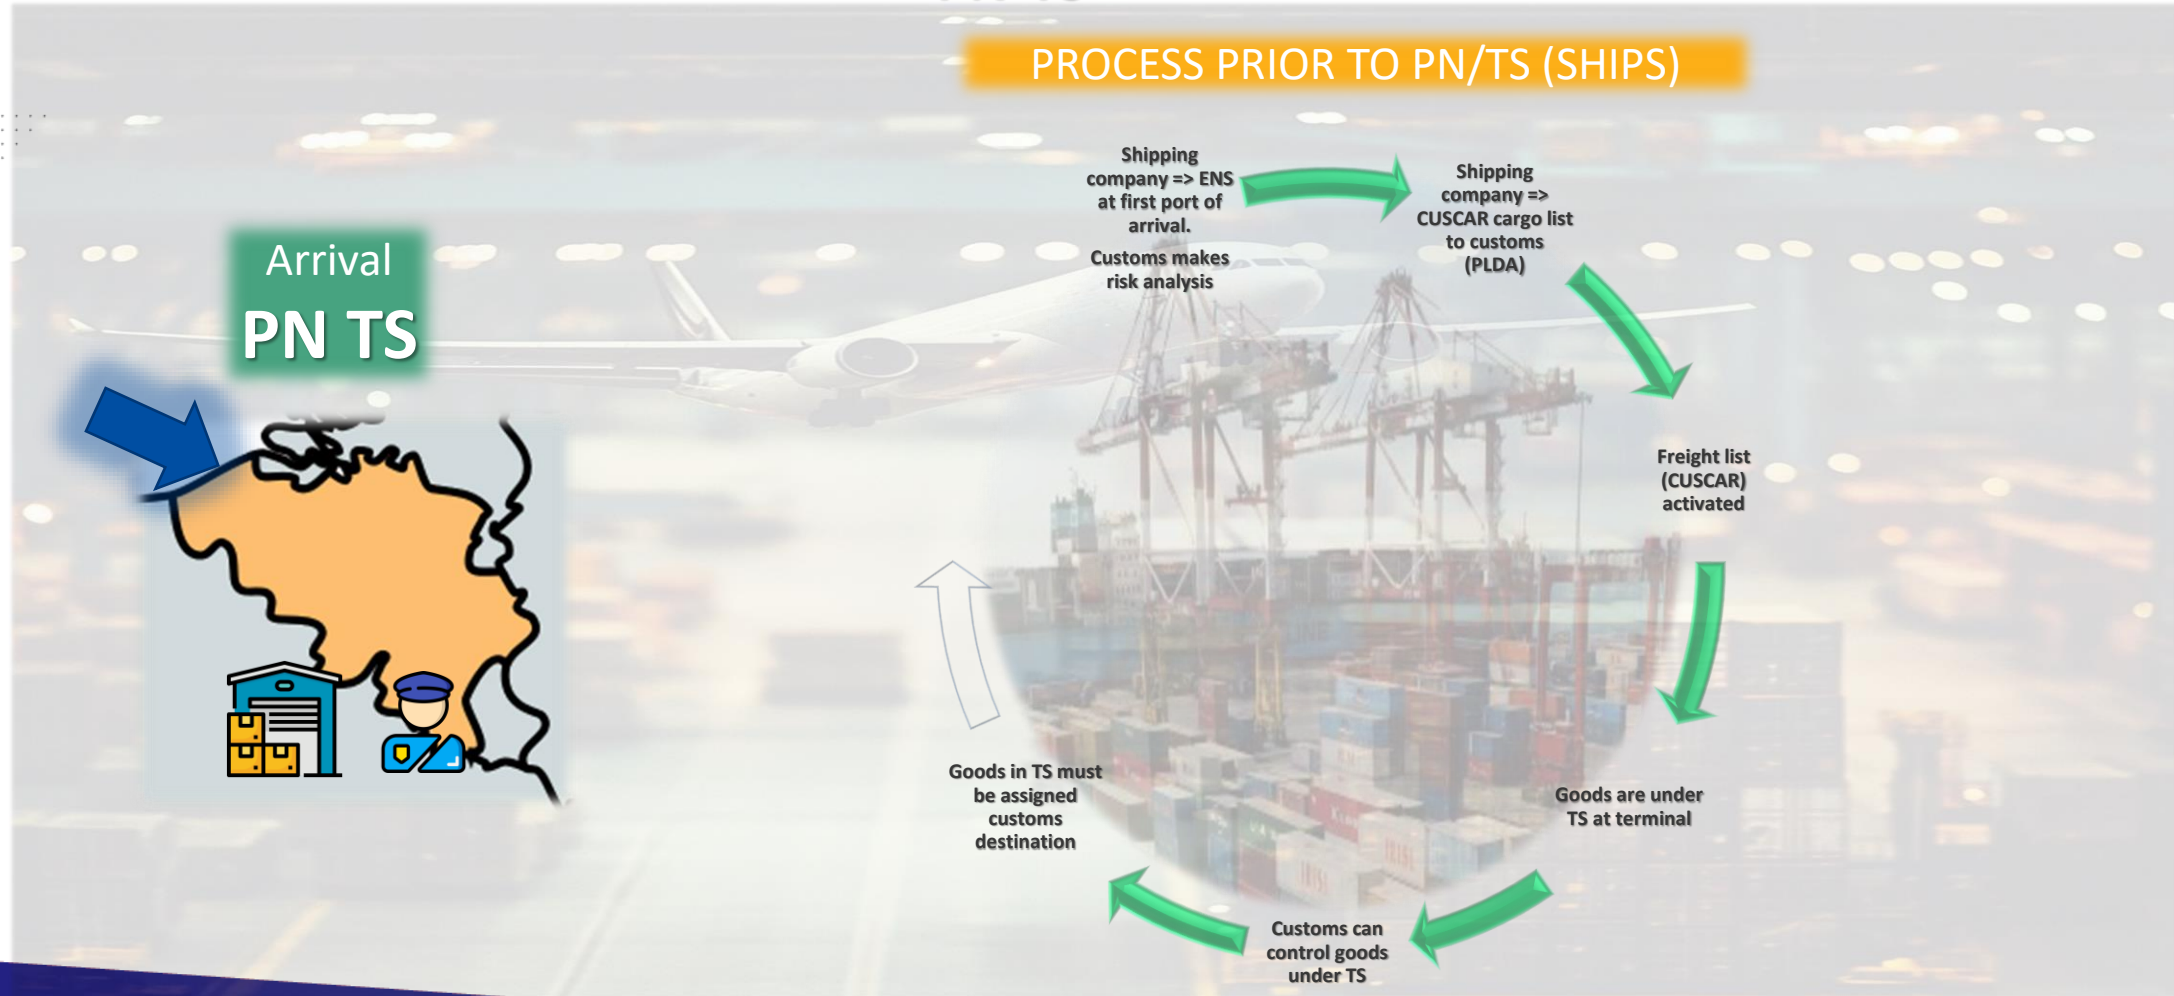 PROCESS PRIOR TO PN/TS (SHIPS)
Arrival
PN TS
Shipping
company => ENS
at first port of
arrival.
Customs makes
risk analysis
Shipping
company =>
CUSCAR cargo list
to customs
(PLDA)
Freight list
(CUSCAR)
activated
Goods are under
TS at terminal
Customs can
control goods
under TS
Goods in TS must
be assigned
customs
destination